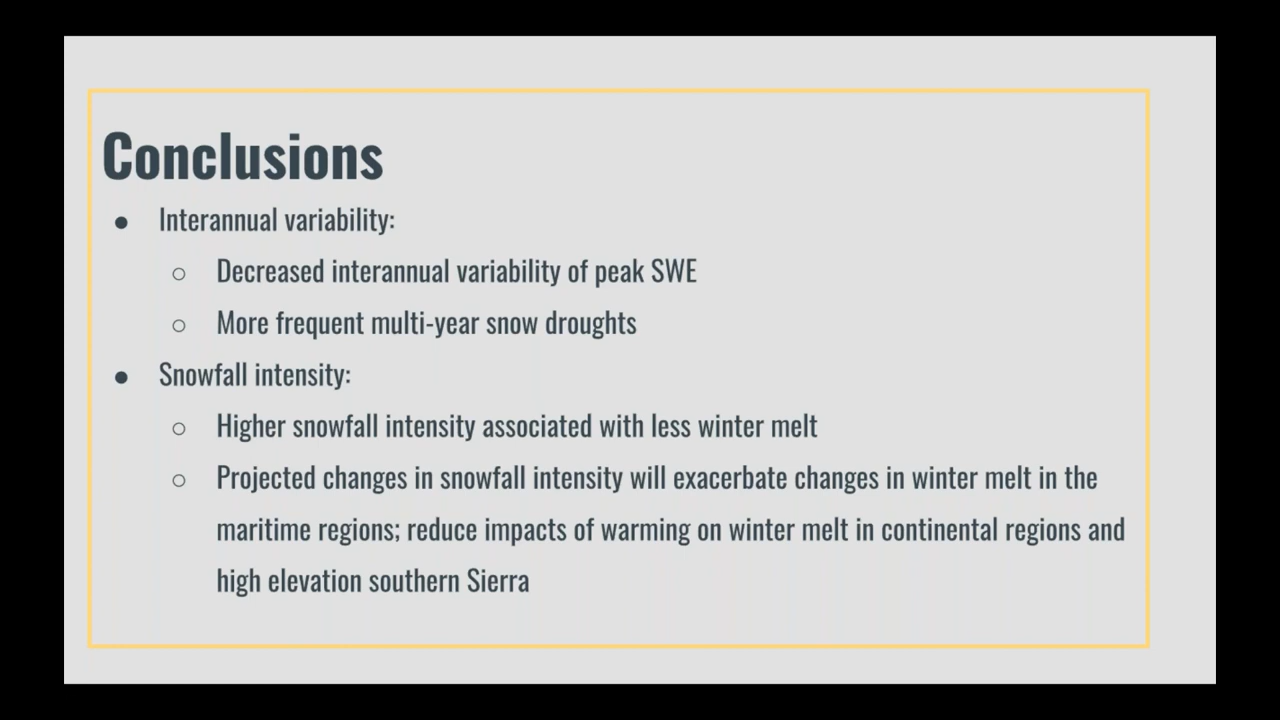 Conclusions
● Interannual variability:
○ Decreased interannual variability of peak SWE
○ More frequent multi-year snow droughts
● Snowfall intensity:
○ Higher snowfall intensity associated with less winter melt
○ Projected changes in snowfall intensity will exacerbate changes in winter melt in the
maritime regions; reduce impacts of warming on winter melt in continental regions and
high elevation southern Sierra